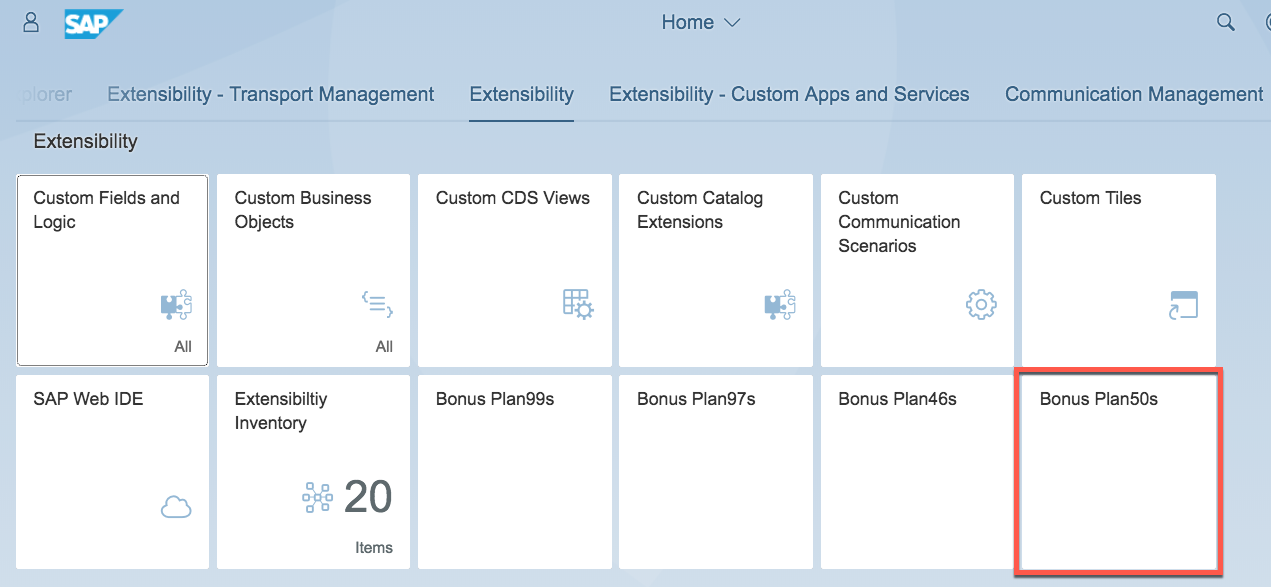 SAP
Home
plorer
Extensibility - Transport Management
Extensibility
Extensibility - Custom Apps and Services
Communication Management
Extensibility
Custom Fields and
Logic
All
Custom Business
Objects
All
Custom CDS Views
Custom Catalog
Extensions
Custom
Communication
Scenarios
Custom Tiles
SAP Web IDE
Extensibiltiy
Inventory
20
Items
Bonus Plan99s
Bonus Plan97s
Bonus Plan46s
Bonus Plan50s